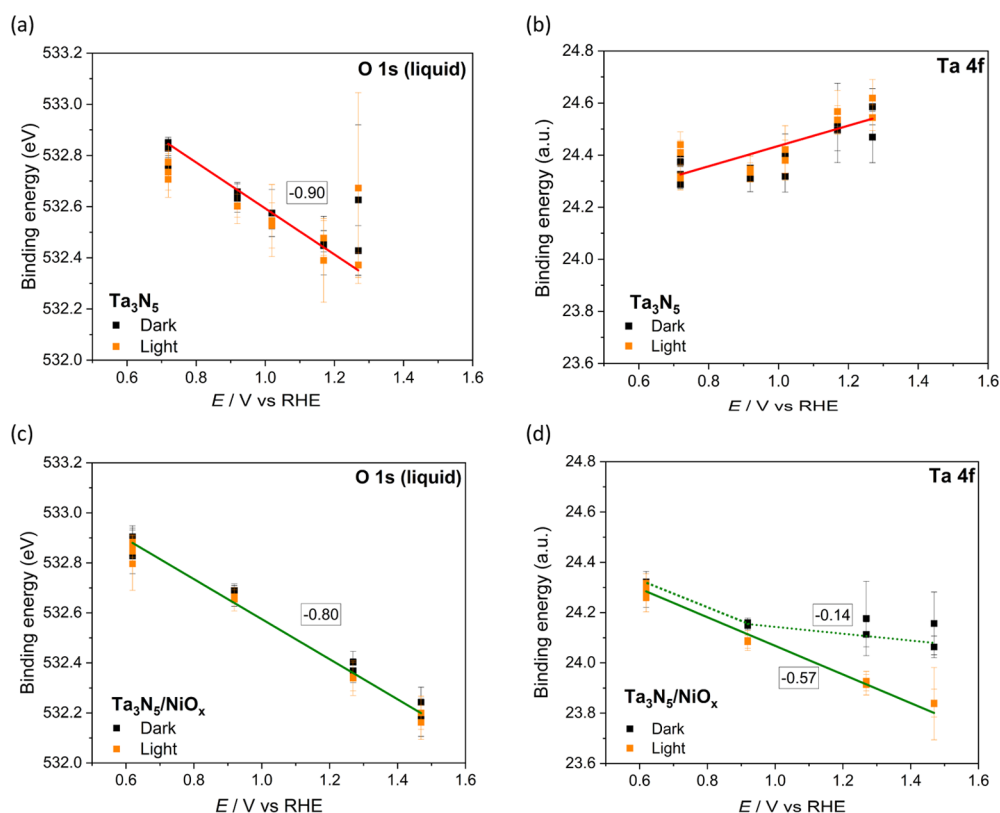 (a)
533.2
533.0
532.8
532.6
532.4
532.2
532.0
Binding energy (eV)
O 1s (liquid)
-0.90
Ta₃N₅
Dark
Light
0.6 0.8 1.0 1.2 1.4 1.6
E / V vs RHE
(b)
24.8
24.6
24.4
24.2
24.0
23.8
23.6
Binding energy (a.u.)
Ta 4f
Ta₃N₅
Dark
Light
0.6 0.8 1.0 1.2 1.4 1.6
E / V vs RHE
(c)
533.2
533.0
532.8
532.6
532.4
532.2
532.0
Binding energy (eV)
O 1s (liquid)
-0.80
Ta₃N₅/NiOₓ
Dark
Light
0.6 0.8 1.0 1.2 1.4 1.6
E / V vs RHE
(d)
24.8
24.6
24.4
24.2
24.0
23.8
23.6
Binding energy (a.u.)
Ta 4f
-0.14
-0.57
Ta₃N₅/NiOₓ
Dark
Light
0.6 0.8 1.0 1.2 1.4 1.6
E / V vs RHE